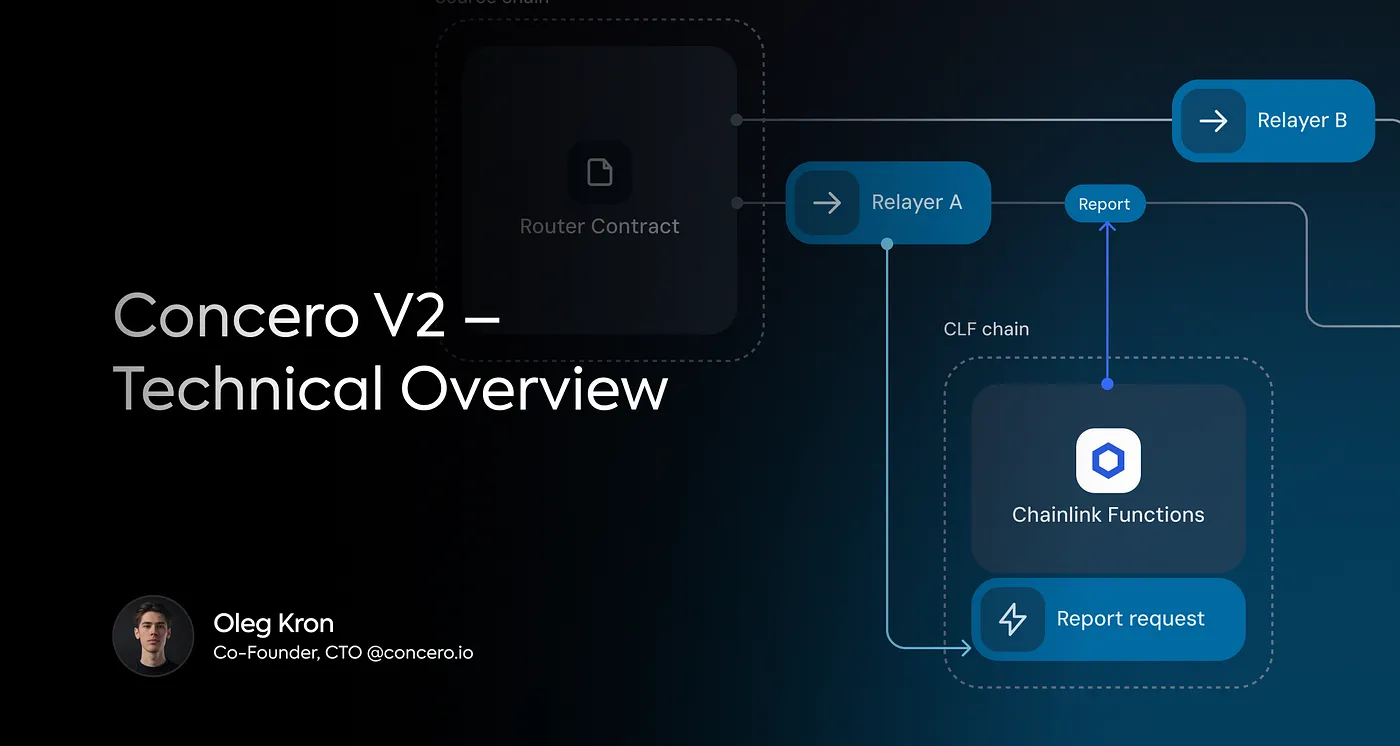 Source chain
Router Contract
Relayer B
Relayer A
Report
CLF chain
Chainlink Functions
Report request
Concero V2 –
Technical Overview
Oleg Kron
Co-Founder, CTO @concero.io